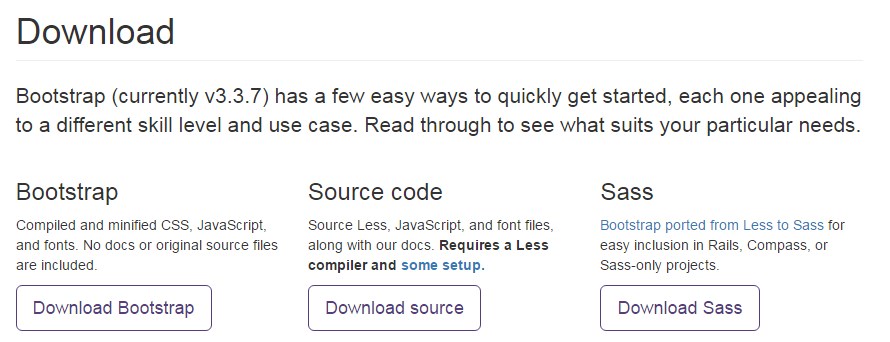 Download
Bootstrap (currently v3.3.7) has a few easy ways to quickly get started, each one appealing
to a different skill level and use case. Read through to see what suits your particular needs.
Bootstrap
Compiled and minified CSS, JavaScript,
and fonts. No docs or original source files
are included.
Download Bootstrap
Source code
Source Less, JavaScript, and font files,
along with our docs. Requires a Less
compiler and some setup.
Download source
Sass
Bootstrap ported from Less to Sass for
easy inclusion in Rails, Compass, or
Sass-only projects.
Download Sass